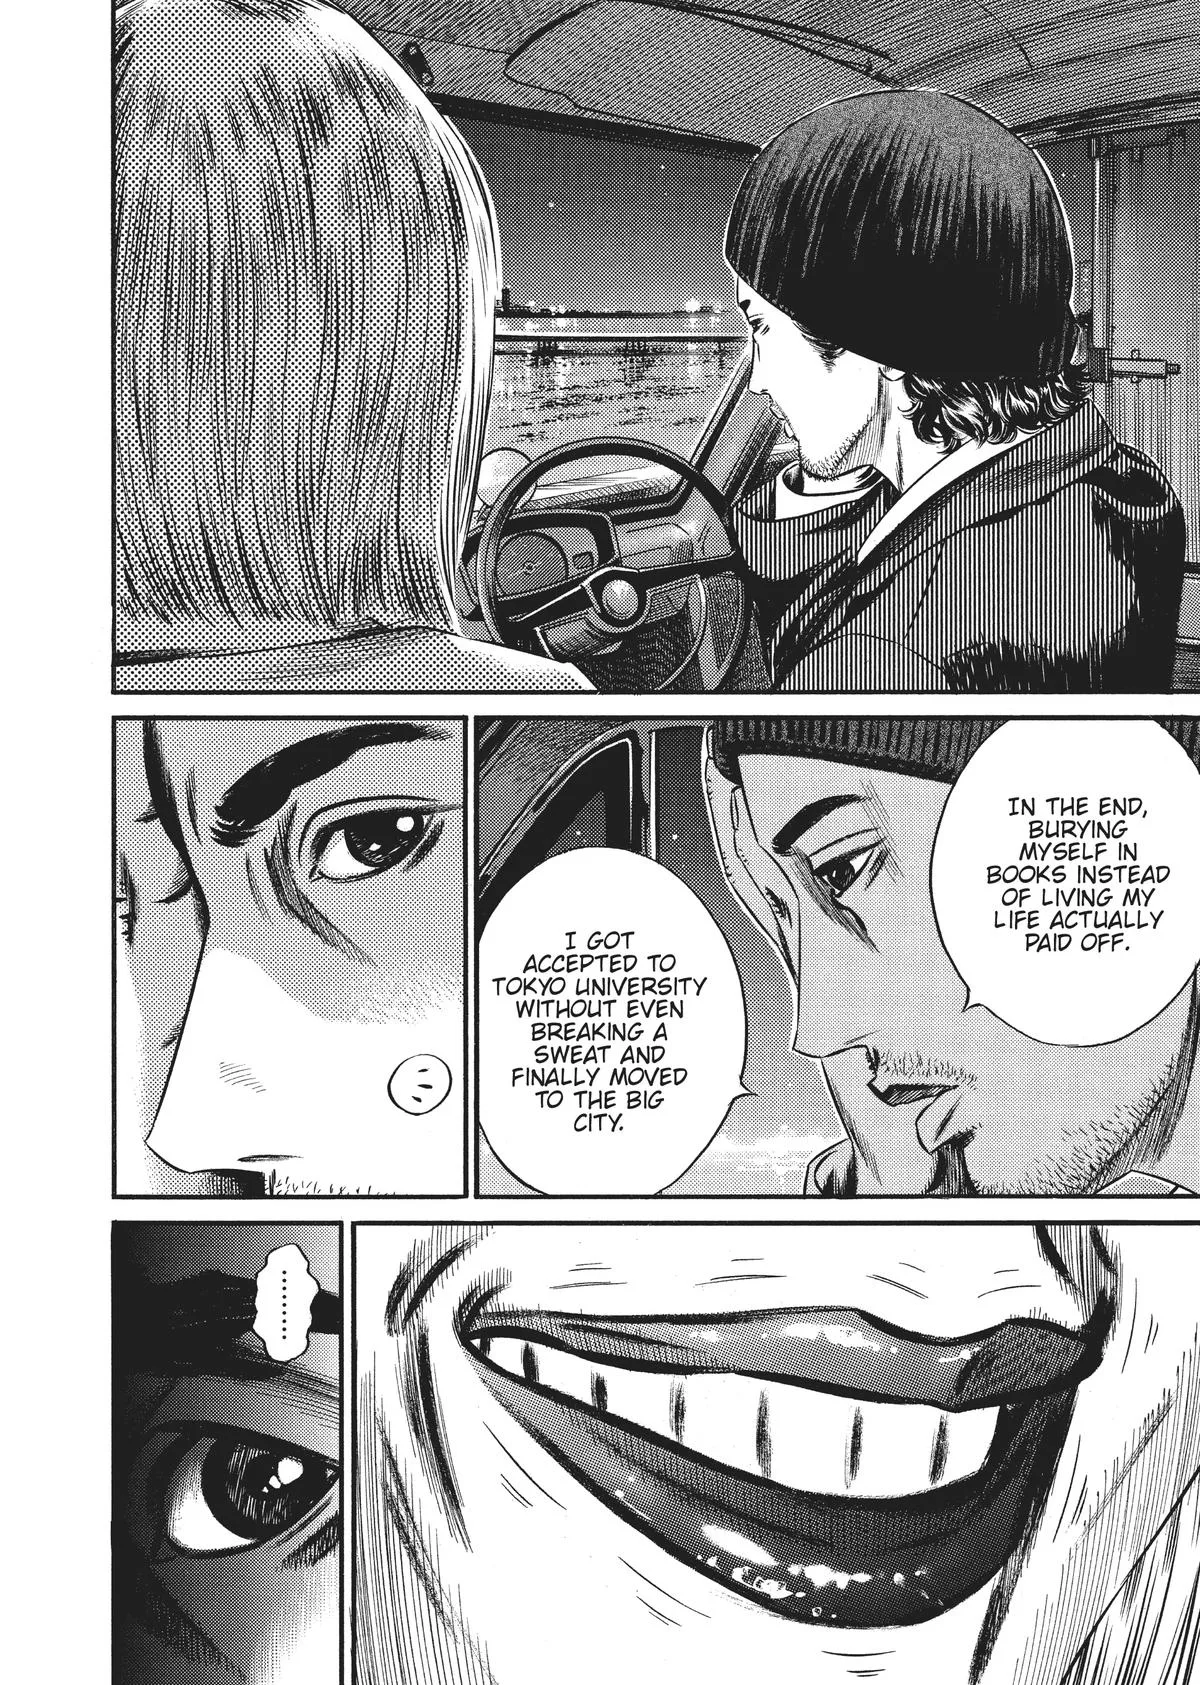 IN THE END,
BURYING
MYSELF IN
BOOKS INSTEAD
OF LIVING MY
LIFE ACTUALLY
PAID OFF.
I GOT
ACCEPTED TO
TOKYO UNIVERSITY
WITHOUT EVEN
BREAKING A
SWEAT AND
FINALLY MOVED
TO THE BIG
CITY.
.........